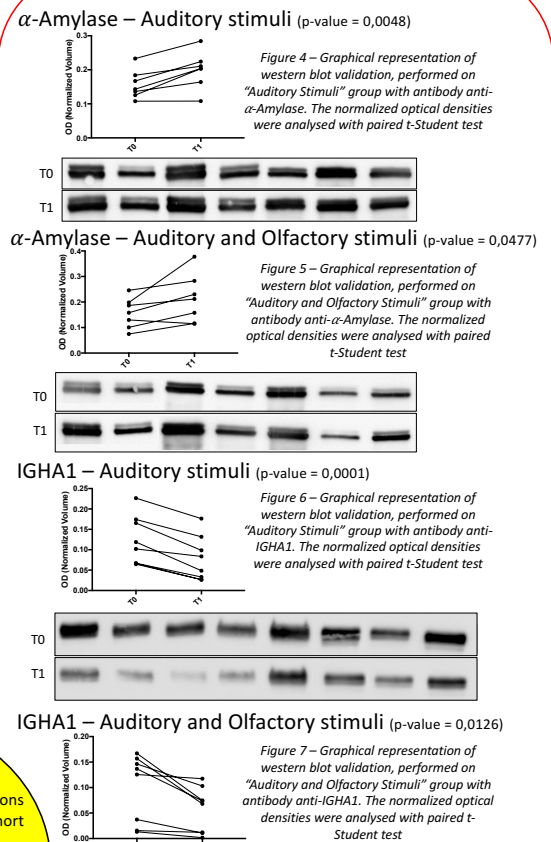 α-Amylase – Auditory stimuli (p-value = 0,0048)
OD (Normalized Volume)
0.3
0.2
0.1
0.0
T0
T1
Figure 4 – Graphical representation of
western blot validation, performed on
“Auditory Stimuli” group with antibody anti-
α-Amylase. The normalized optical densities
were analysed with paired t-Student test
T0
T1
α-Amylase – Auditory and Olfactory stimuli (p-value = 0,0477)
OD (Normalized Volume)
0.4
0.3
0.2
0.1
0.0
T0
T1
Figure 5 – Graphical representation of
western blot validation, performed on
“Auditory and Olfactory Stimuli” group with
antibody anti-α-Amylase. The normalized
optical densities were analysed with paired
t-Student test
T0
T1
IGHA1 – Auditory stimuli (p-value = 0,0001)
OD (Normalized Volume)
0.25
0.20
0.15
0.10
0.05
0.00
T0
T1
Figure 6 – Graphical representation of
western blot validation, performed on
“Auditory Stimuli” group with antibody anti-
IGHA1. The normalized optical densities
were analysed with paired t-Student test
T0
T1
IGHA1 – Auditory and Olfactory stimuli (p-value = 0,0126)
OD (Normalized Volume)
0.20
0.15
0.10
0.05
0.00
Figure 7 – Graphical representation of
western blot validation, performed on
“Auditory and Olfactory Stimuli” group with
antibody anti-IGHA1. The normalized optical
densities were analysed with paired t-
Student test
ons
hort